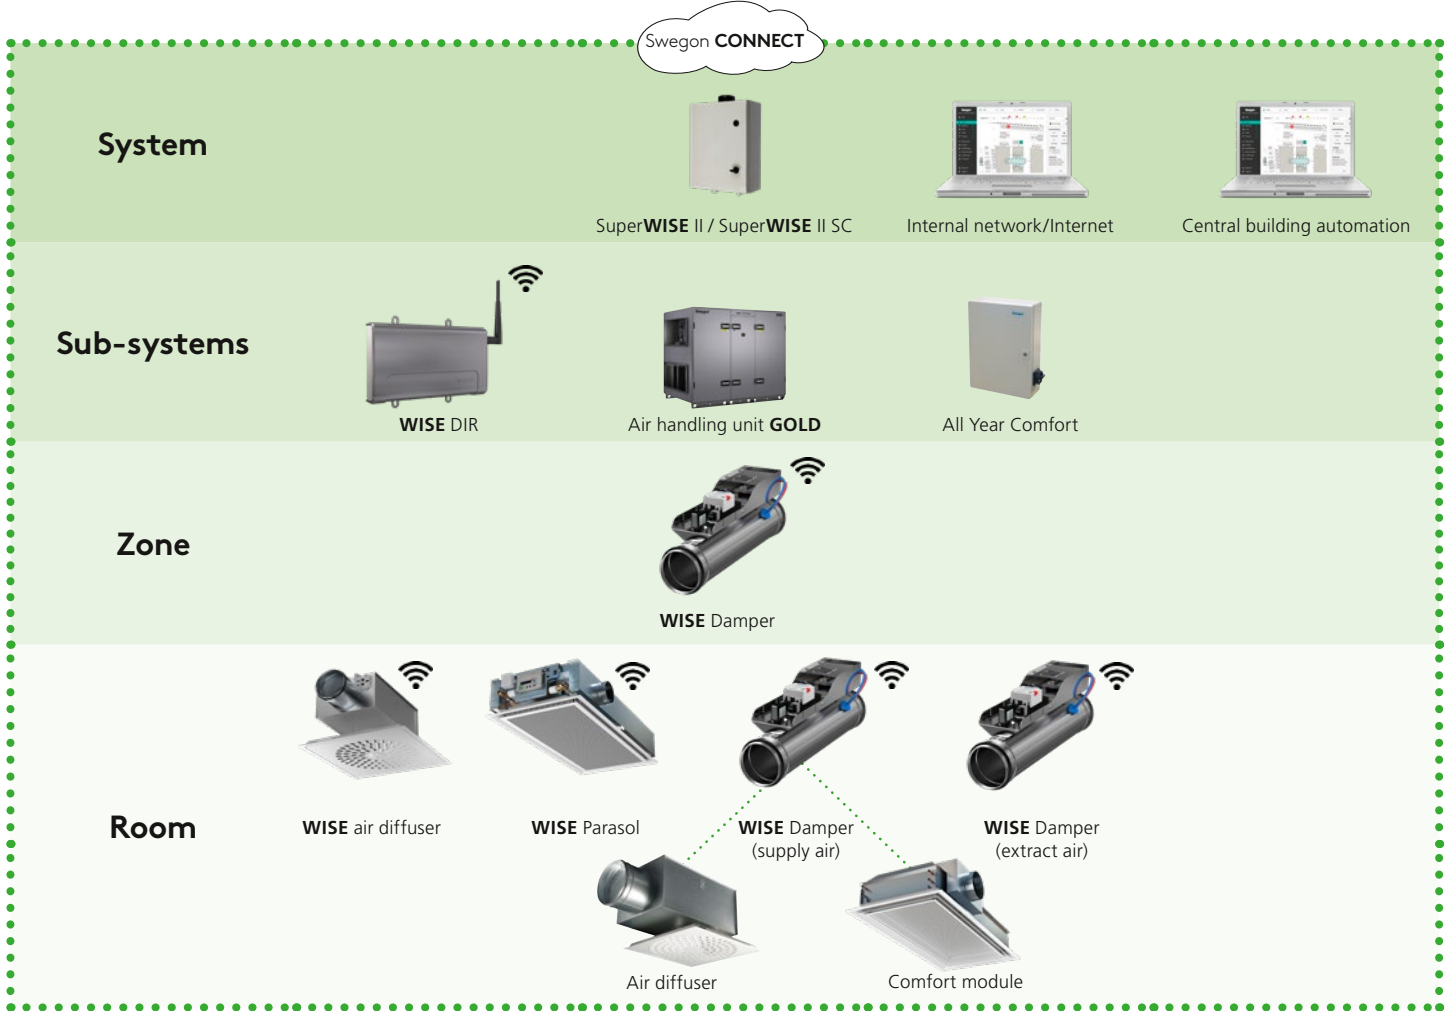 Swegon CONNECT
System
SuperWISE II / SuperWISE II SC
Internal network/Internet
Central building automation
Sub-systems
WISE DIR
Air handling unit GOLD
All Year Comfort
Zone
WISE Damper
Room
WISE air diffuser
WISE Parasol
WISE Damper
(supply air)
WISE Damper
(extract air)
Air diffuser
Comfort module